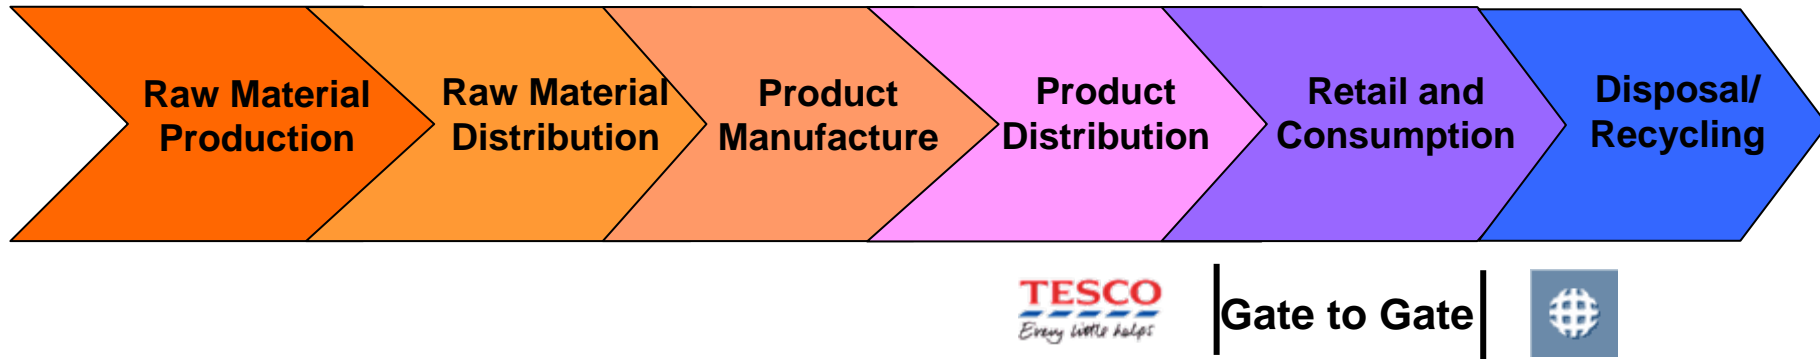 Raw Material
Production
Raw Material
Distribution
Product
Manufacture
Product
Distribution
Retail and
Consumption
Disposal/
Recycling
TESCO
Every little helps
Gate to Gate